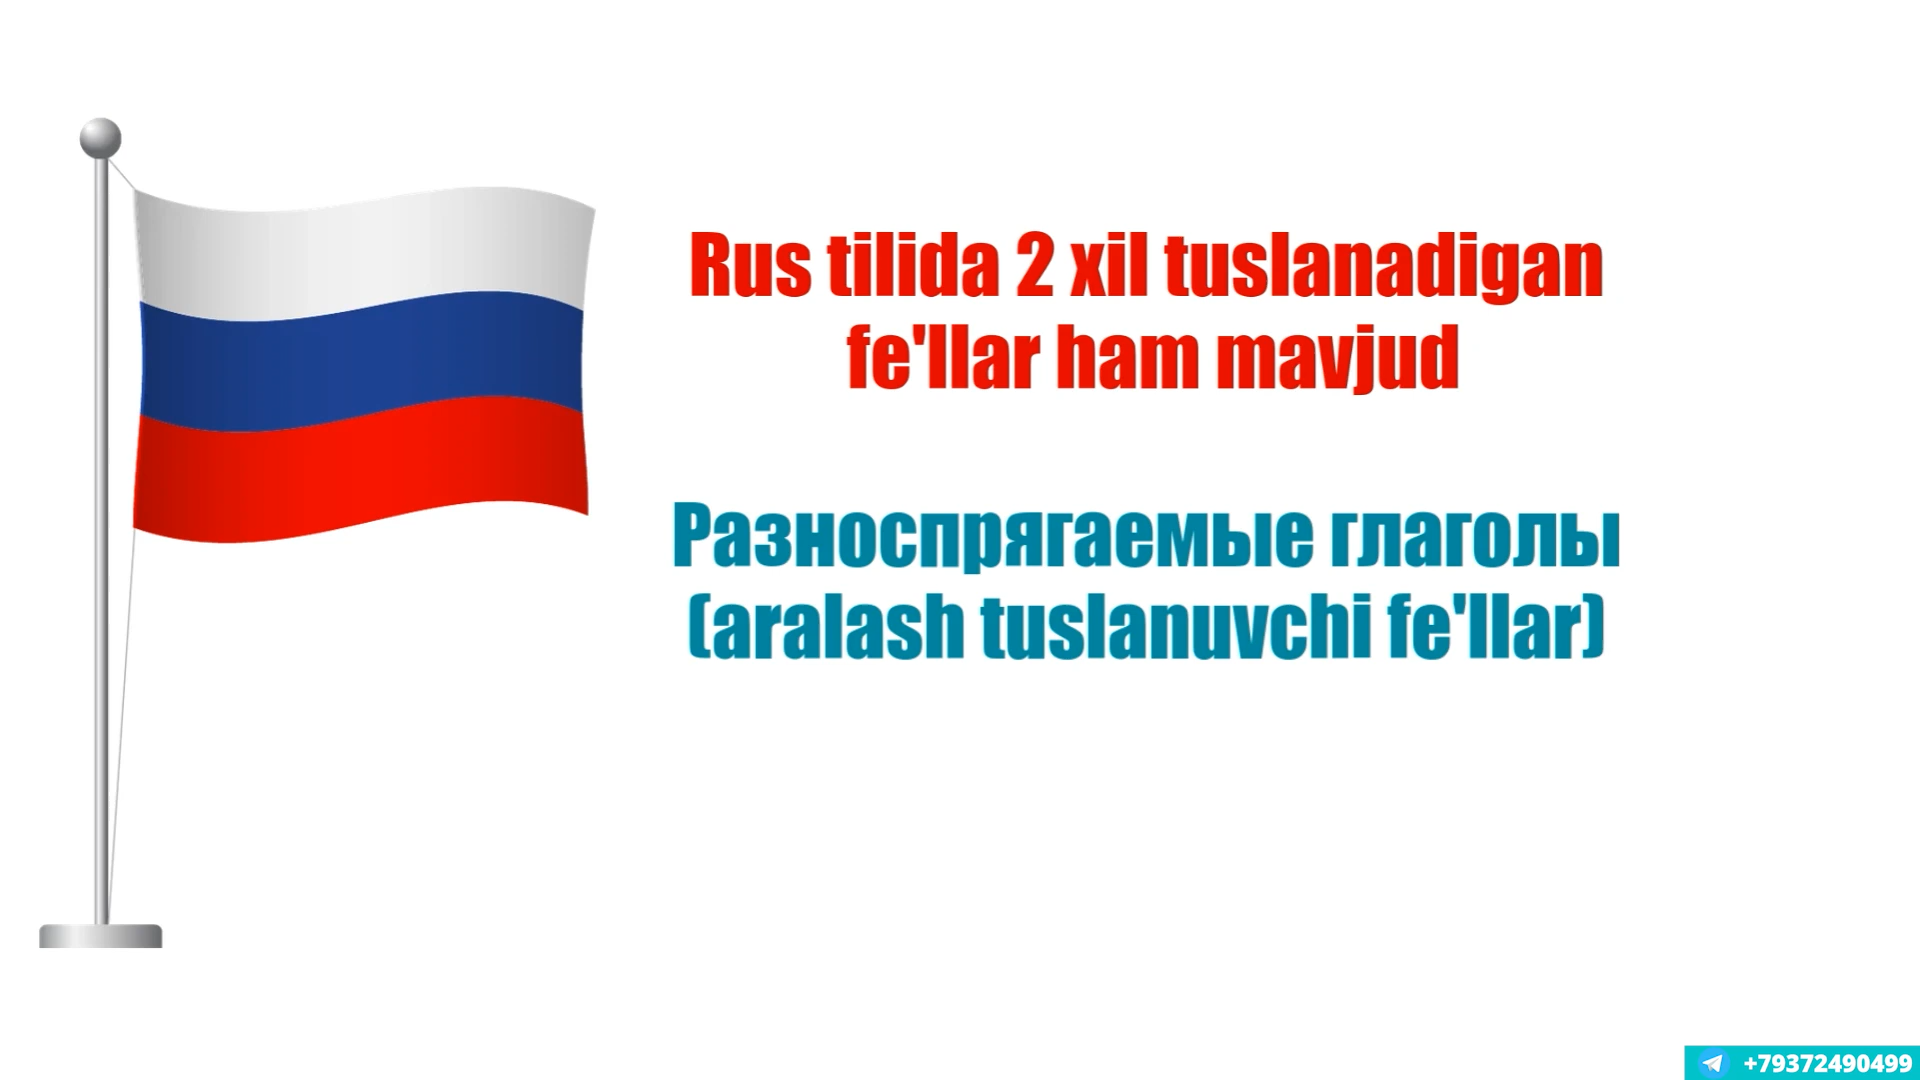 Rus tilida 2 xil tuslanadigan
fe'llar ham mavjud
Разноспрягаемые глаголы
(aralash tuslanuvchi fe'llar)
+79372490499